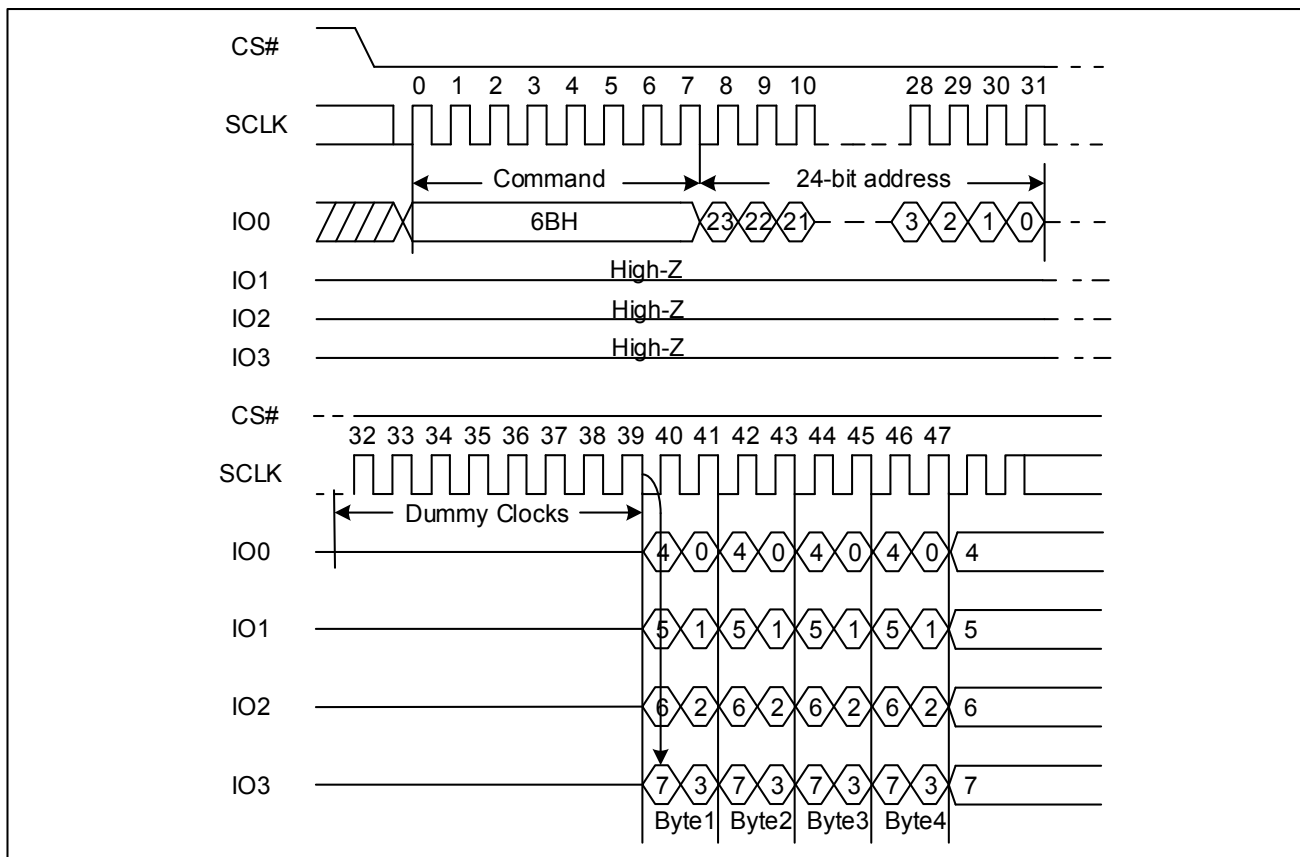 CS#
0 1 2 3 4 5 6 7 8 9 10 28 29 30 31
SCLK
Command 24-bit address
IO0 6BH 23 22 21 3 2 1 0
IO1 High-Z
IO2 High-Z
IO3 High-Z
CS#
32 33 34 35 36 37 38 39 40 41 42 43 44 45 46 47
SCLK
Dummy Clocks
IO0 4 0 4 0 4 0 4 0 4
IO1 5 1 5 1 5 1 5 1 5
IO2 6 2 6 2 6 2 6 2 6
IO3 7 3 7 3 7 3 7 3 7
Byte1 Byte2 Byte3 Byte4